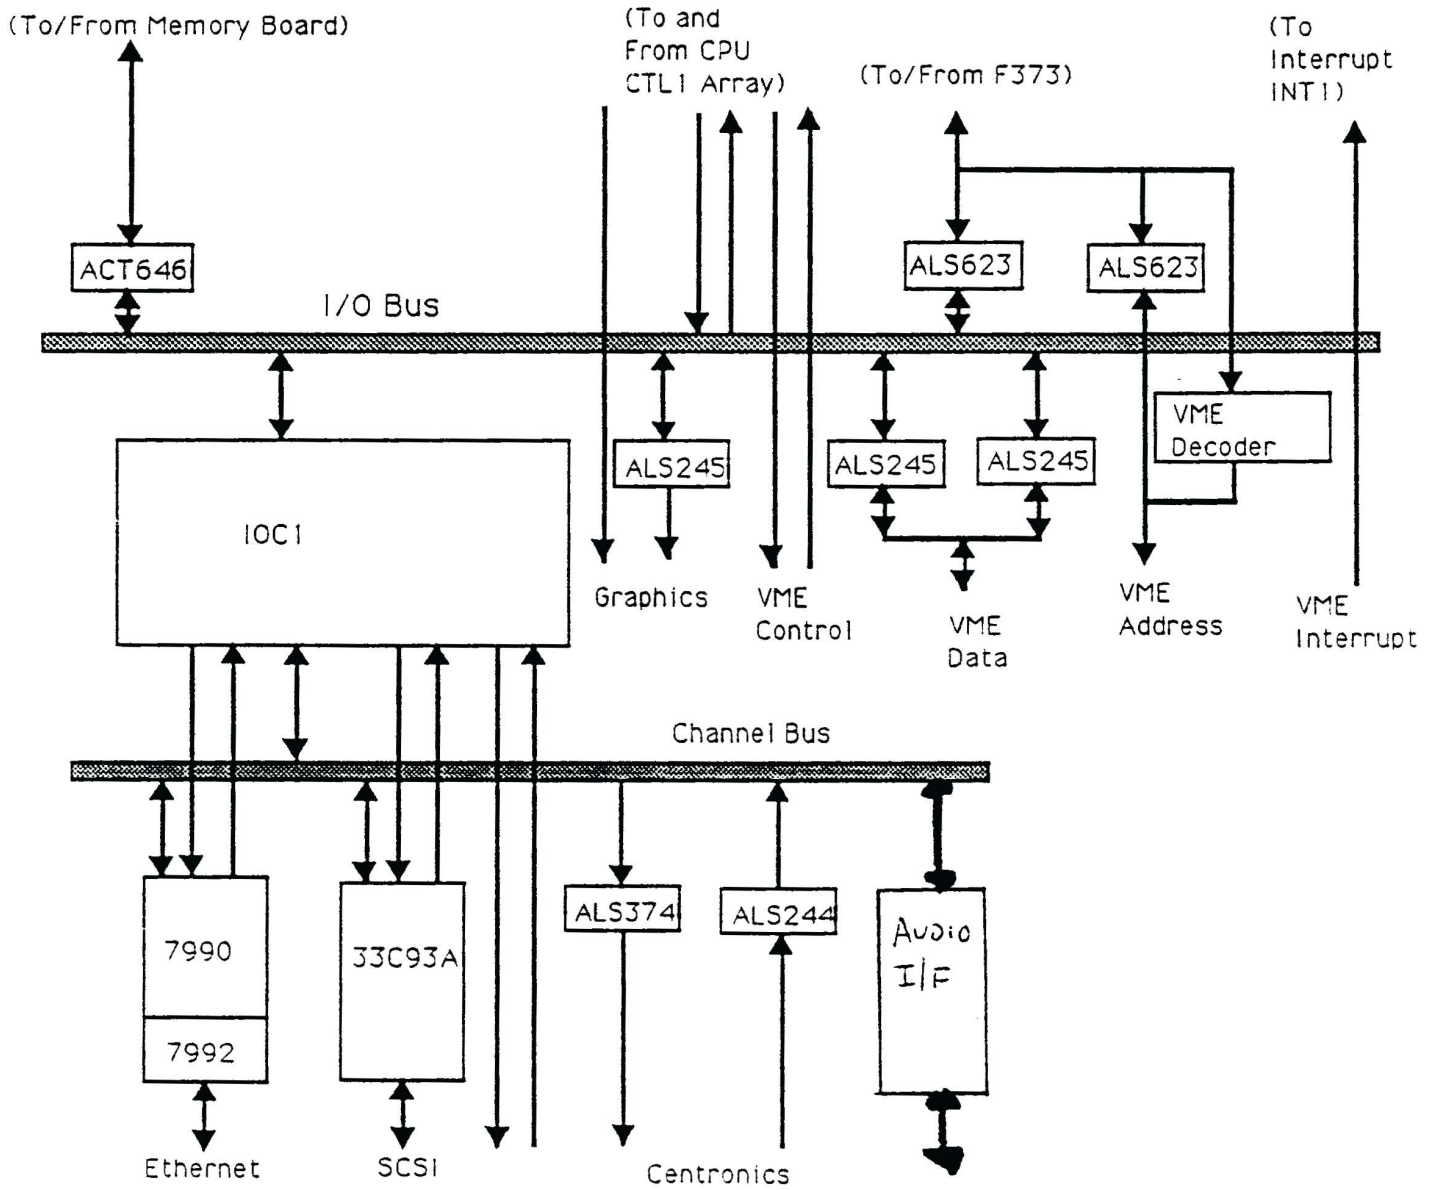 (To/From Memory Board)
(To and
From CPU
CTL1 Array)
(To/From F373)
(To
Interrupt
INT1)
ACT646
ALS623
ALS623
I/O Bus
VME
Decoder
ALS245
ALS245
ALS245
IOC1
Graphics
VME
Control
VME
Data
VME
Address
VME
Interrupt
Channel Bus
7990
7992
33C93A
ALS374
ALS244
Audio
I/F
Ethernet
SCSI
Centronics